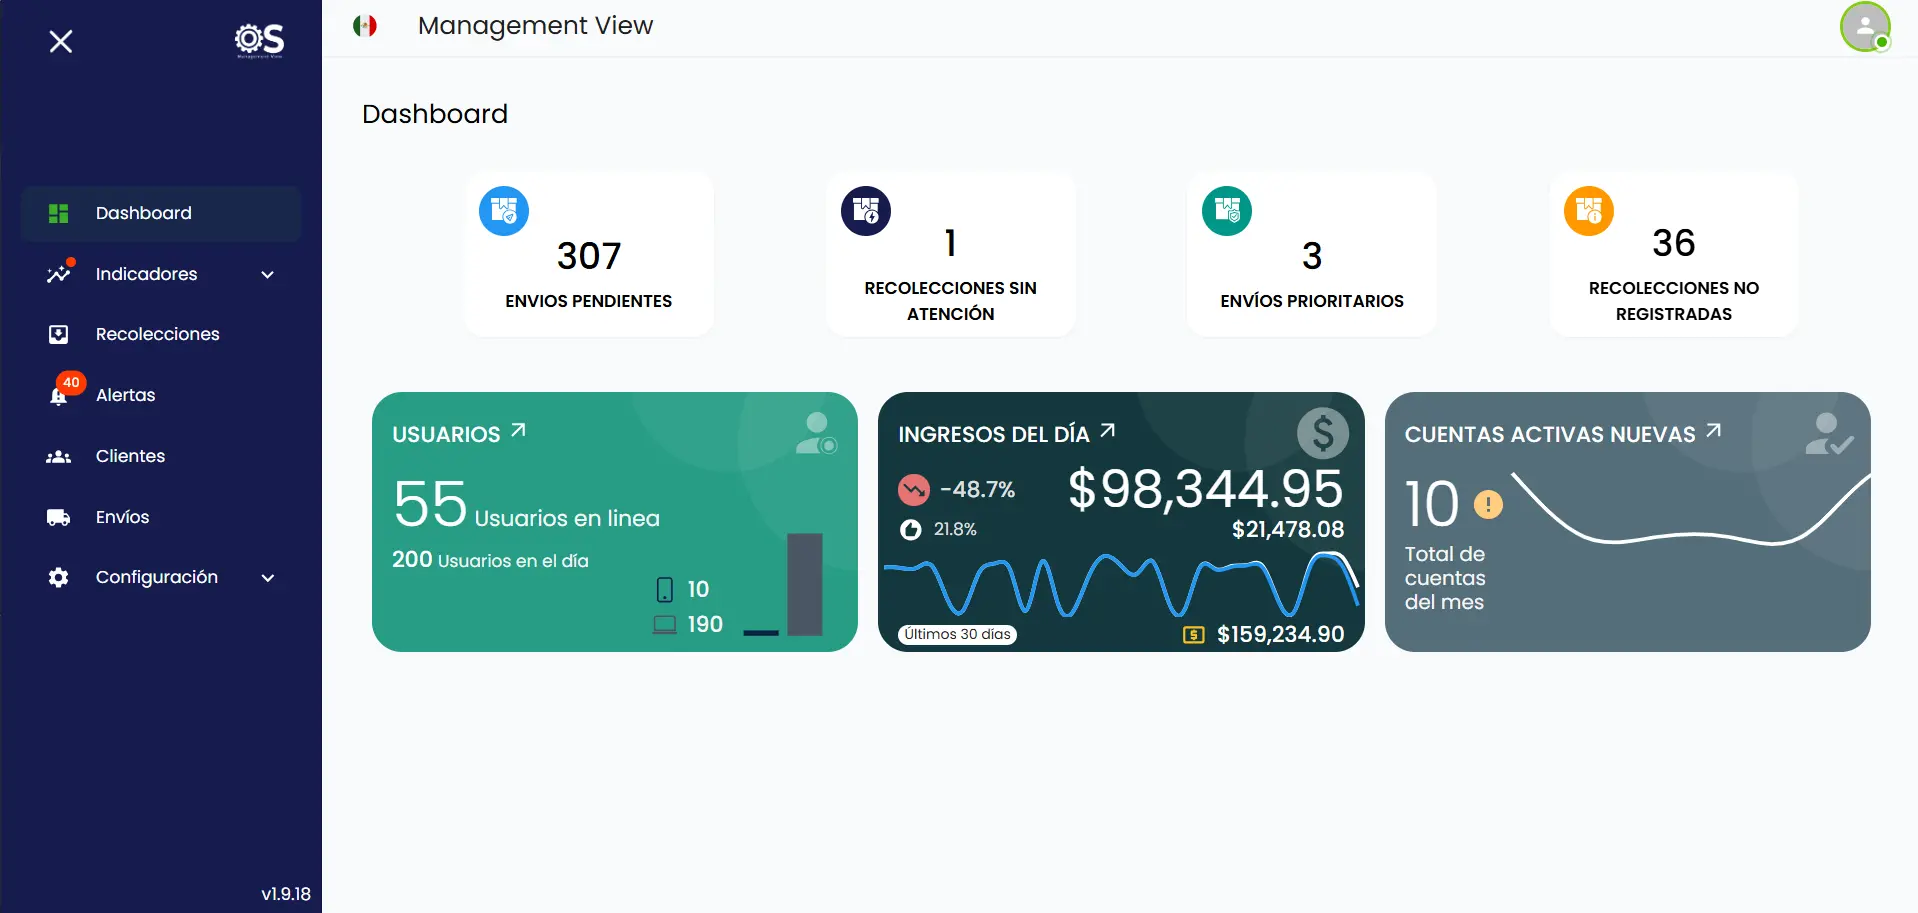 OS
Management View
Management View
Dashboard
Dashboard
Indicadores
Recolecciones
40
Alertas
Clientes
Envíos
Configuración
v1.9.18
307
ENVIOS PENDIENTES
1
RECOLECCIONES SIN
ATENCIÓN
3
ENVÍOS PRIORITARIOS
36
RECOLECCIONES NO
REGISTRADAS
USUARIOS
55 Usuarios en linea
200 Usuarios en el día
10
190
INGRESOS DEL DÍA
$
-48.7%
$98,344.95
21.8%
$21,478.08
Últimos 30 días
$159,234.90
CUENTAS ACTIVAS NUEVAS
10
Total de
cuentas
del mes